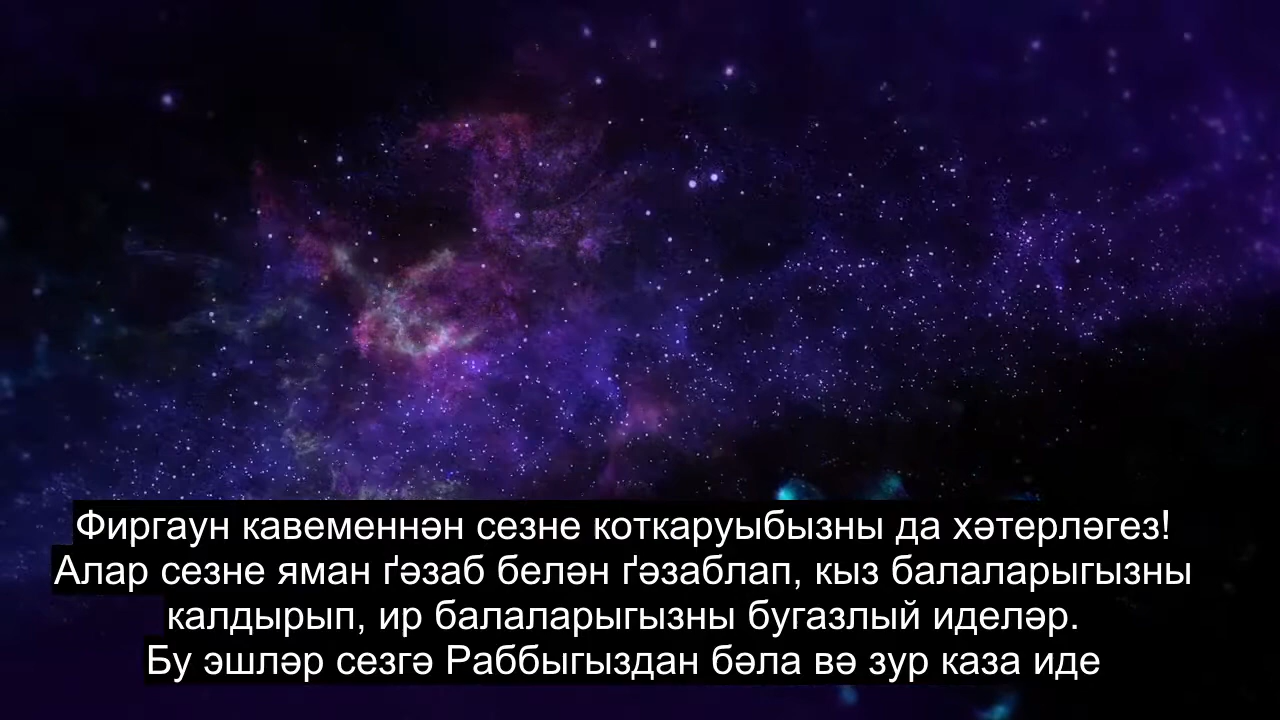 Фиргаун кавеменнән сезне коткаруыбызны да хәтерләгез!
Алар сезне яман ґәзаб белән ґәзаблап, кыз балаларыгызны
калдырып, ир балаларыгызны бугазлый иделәр.
Бу эшләр сезгә Раббыгыздан бәла вә зур каза иде